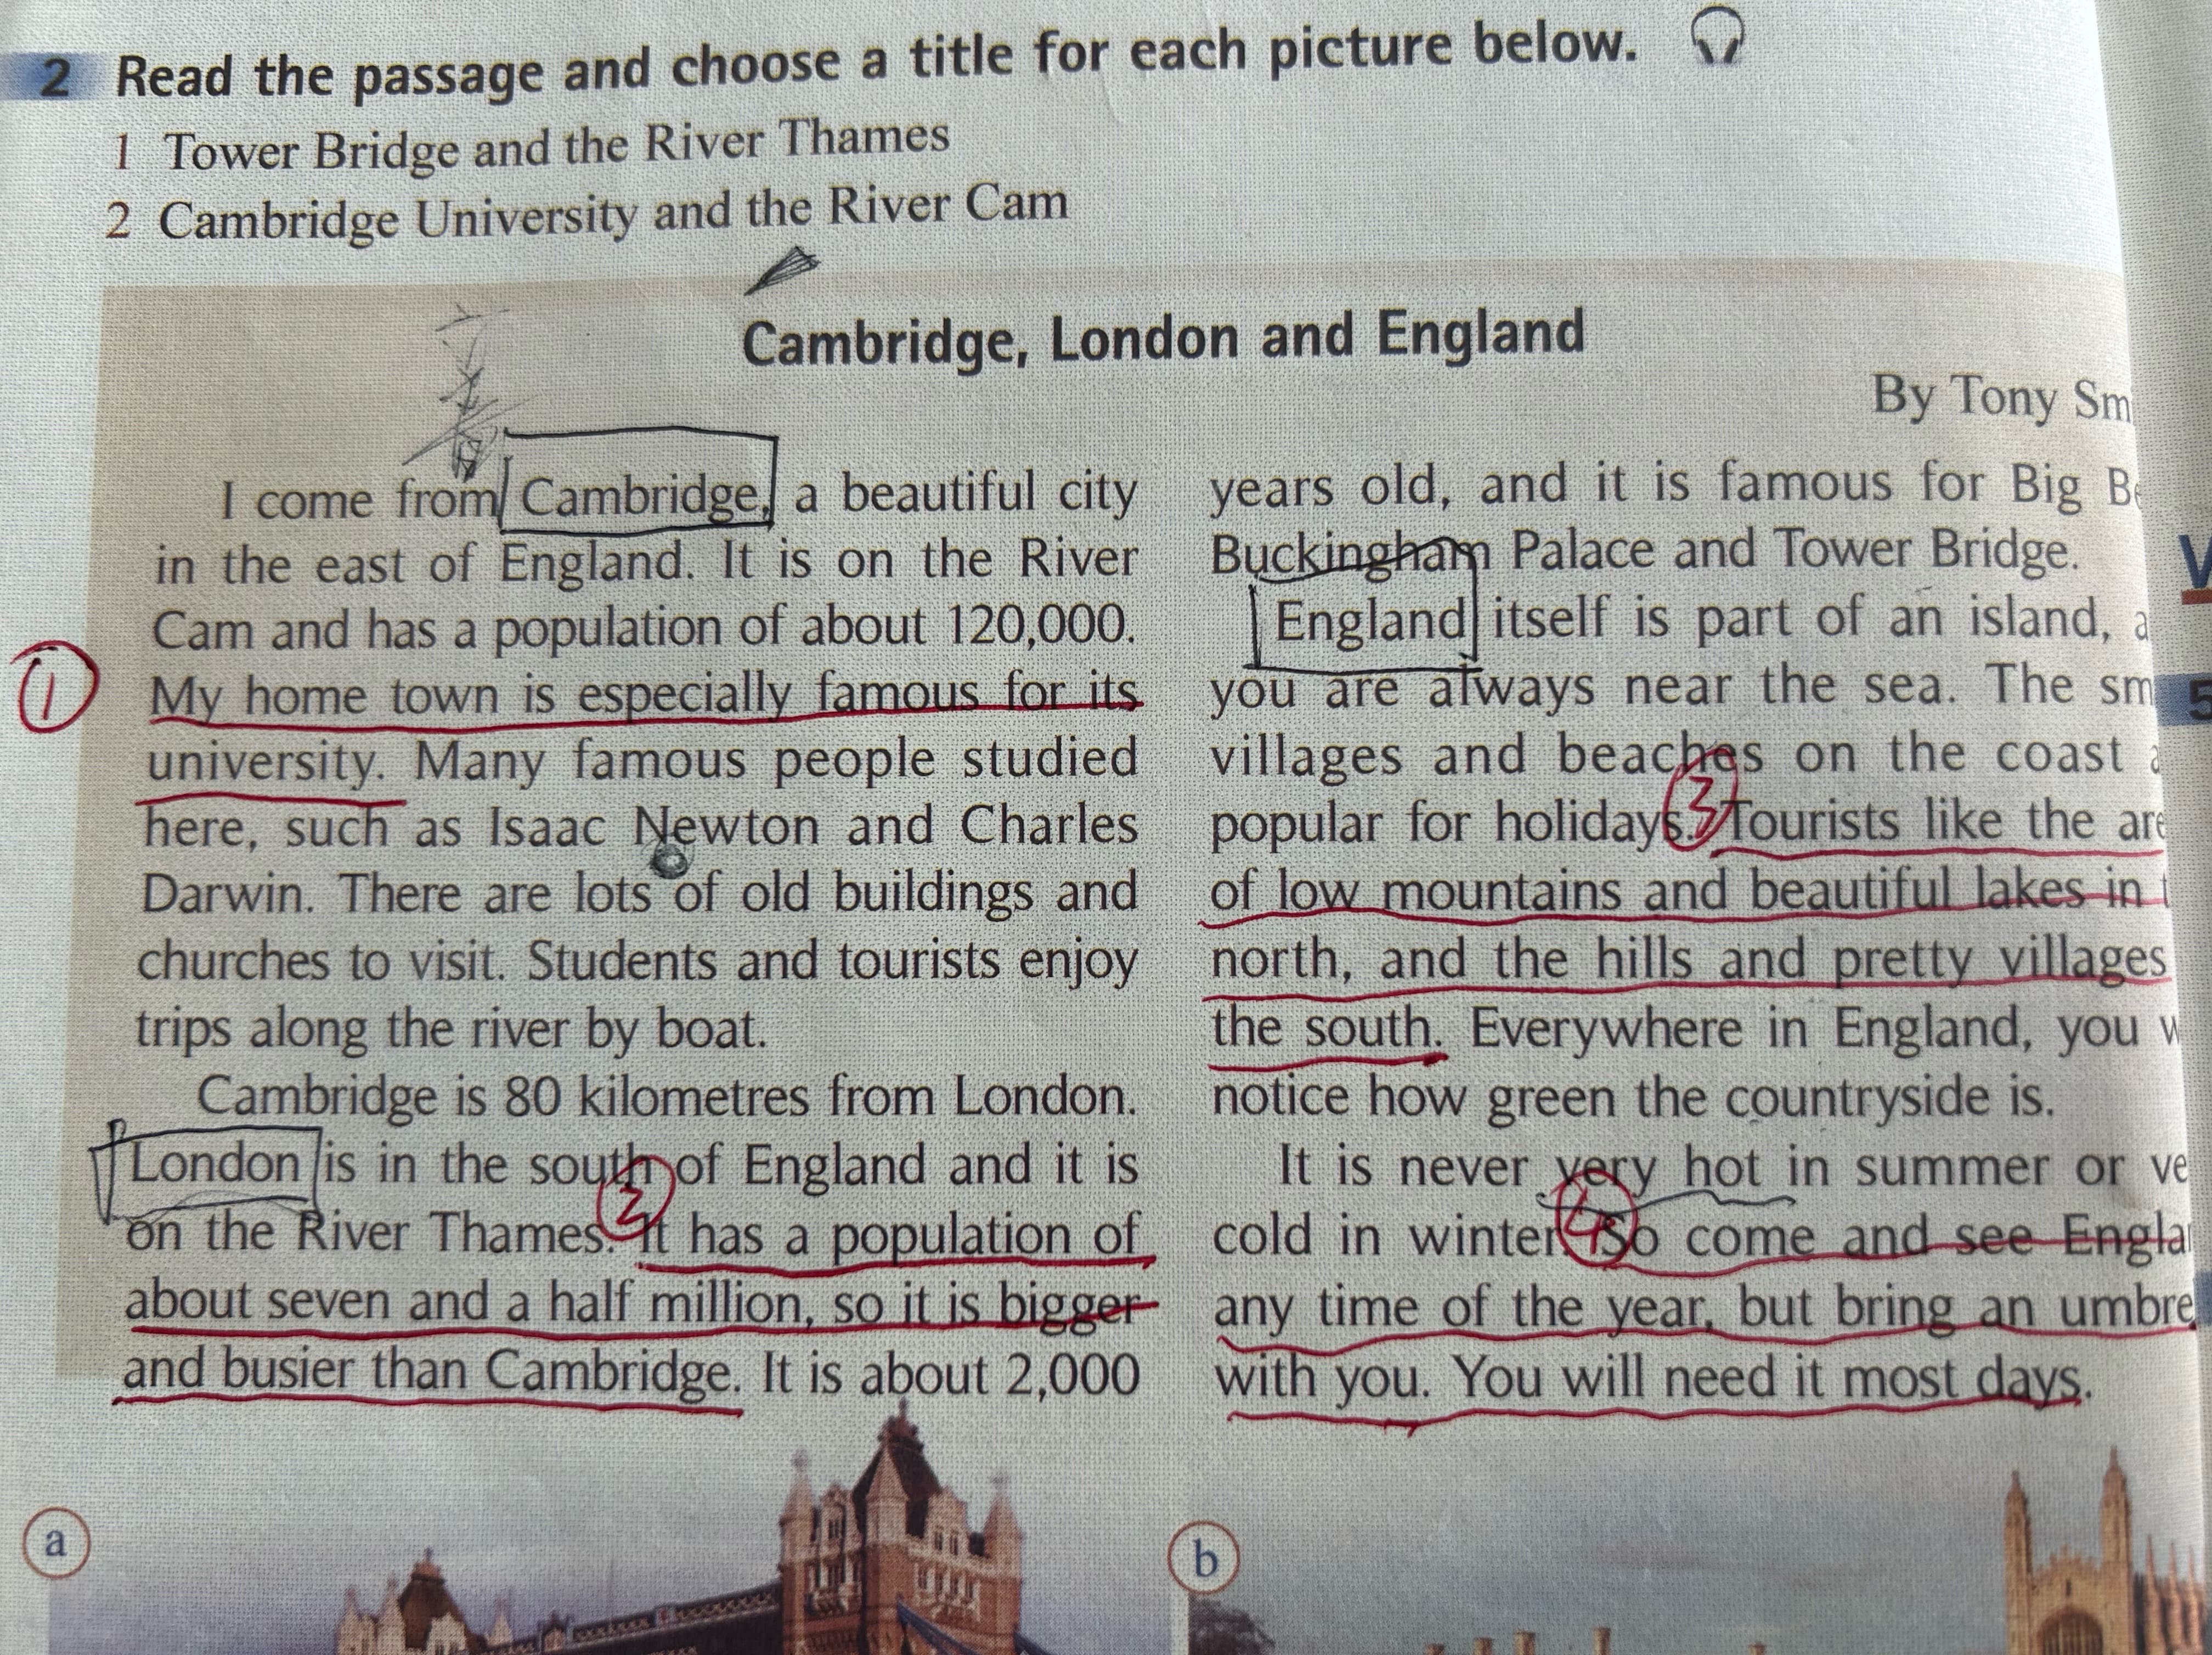 2 Read the passage and choose a title for each picture below.
1 Tower Bridge and the River Thames
2 Cambridge University and the River Cam
Cambridge, London and England
By Tony Sm
I come from Cambridge, a beautiful city
in the east of England. It is on the River
Cam and has a population of about 120,000.
① My home town is especially famous for its
university. Many famous people studied
here, such as Isaac Newton and Charles
Darwin. There are lots of old buildings and
churches to visit. Students and tourists enjoy
trips along the river by boat.
Cambridge is 80 kilometres from London.
London is in the south of England and it is
on the River Thames. ② It has a population of
about seven and a half million, so it is bigger
and busier than Cambridge. It is about 2,000
years old, and it is famous for Big Be
Buckingham Palace and Tower Bridge.
England itself is part of an island, a
you are always near the sea. The sm
villages and beaches on the coast a
popular for holidays. ③ Tourists like the are
of low mountains and beautiful lakes in t
north, and the hills and pretty villages
the south. Everywhere in England, you w
notice how green the countryside is.
It is never very hot in summer or ve
cold in winter. ④ So come and see Engla
any time of the year, but bring an umbre
with you. You will need it most days.
5
a
b